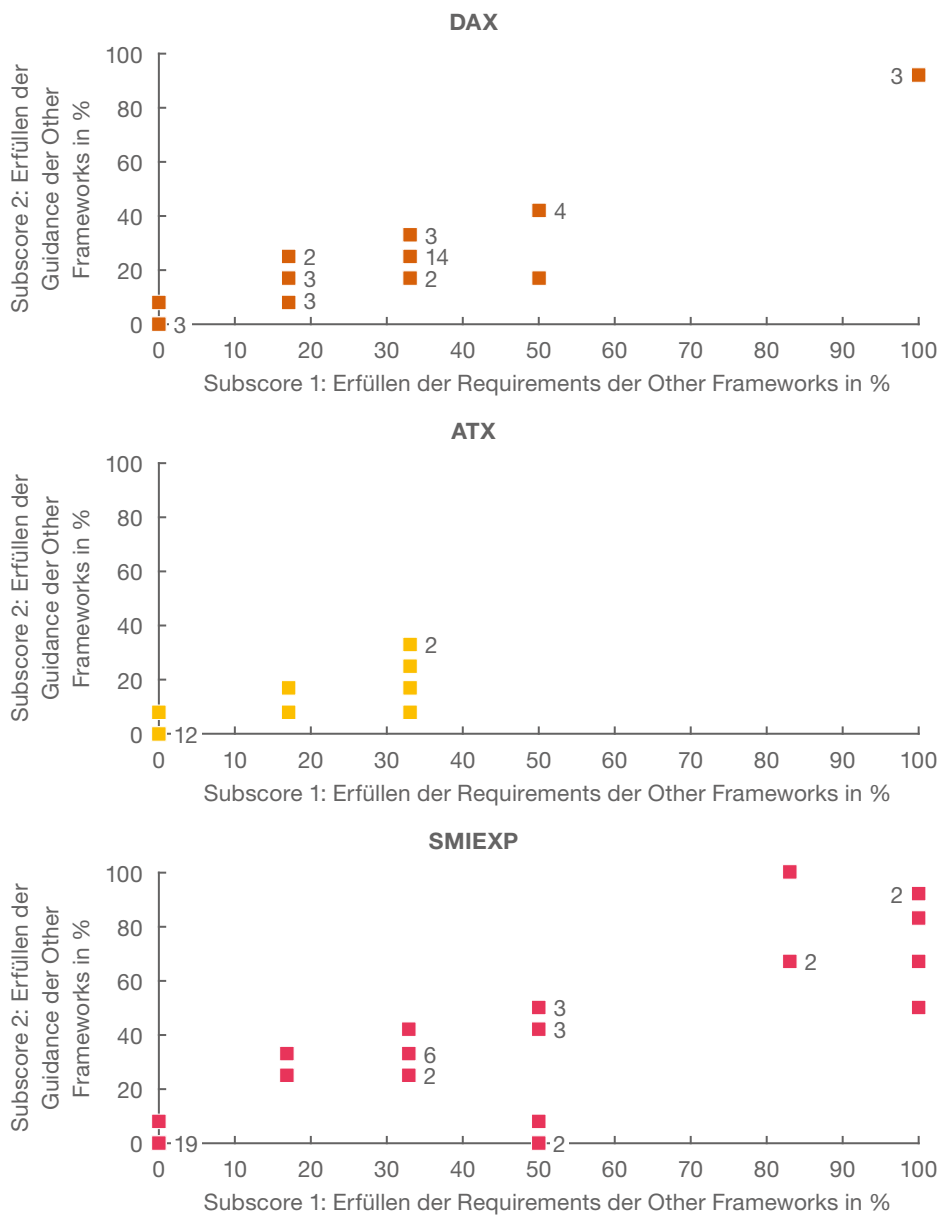 DAX
Subscore 2: Erfüllen der
Guidance der Other
Frameworks in %
100
80
60
40
20
0
3
4
3
14
2
2
3
3
3
0 10 20 30 40 50 60 70 80 90 100
Subscore 1: Erfüllen der Requirements der Other Frameworks in %
ATX
Subscore 2: Erfüllen der
Guidance der Other
Frameworks in %
100
80
60
40
20
0
2
12
0 10 20 30 40 50 60 70 80 90 100
Subscore 1: Erfüllen der Requirements der Other Frameworks in %
SMIEXP
Subscore 2: Erfüllen der
Guidance der Other
Frameworks in %
100
80
60
40
20
0
2
2
3
3
6
2
19
2
0 10 20 30 40 50 60 70 80 90 100
Subscore 1: Erfüllen der Requirements der Other Frameworks in %